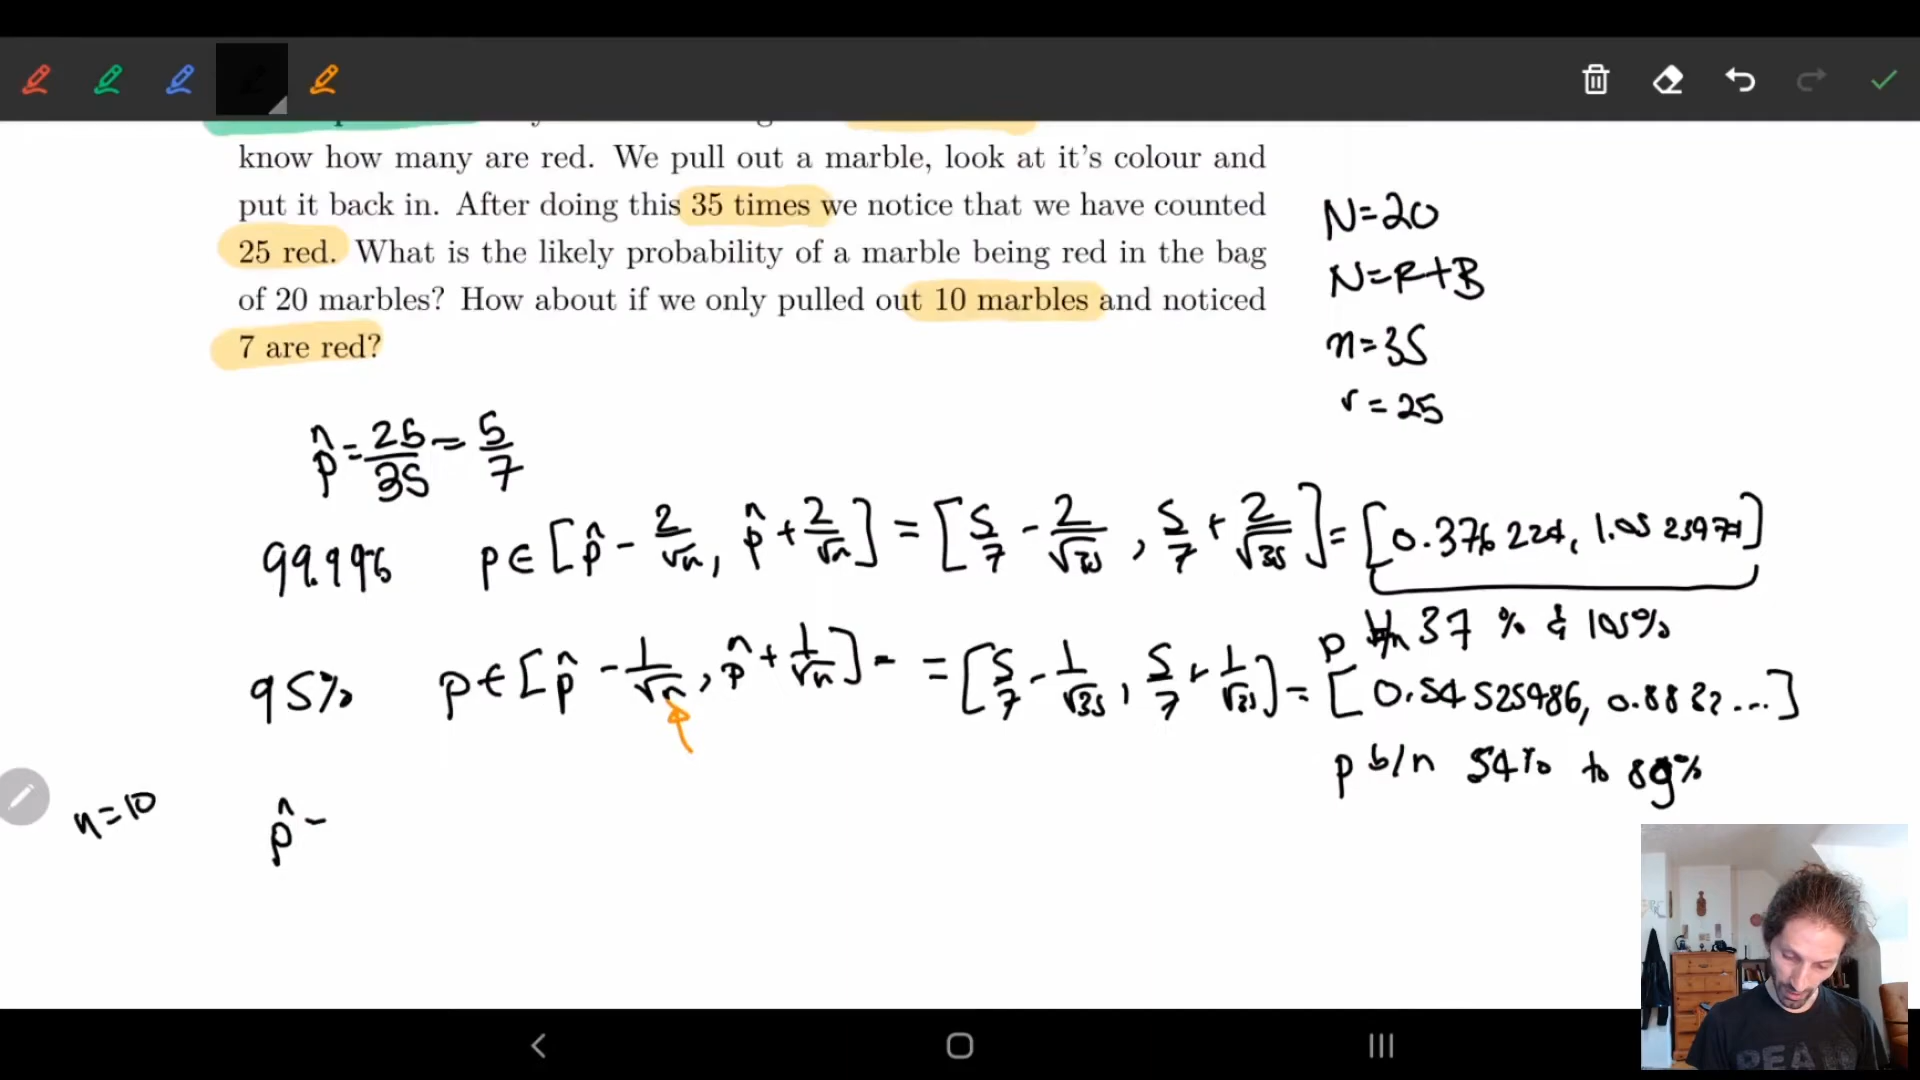 know how many are red. We pull out a marble, look at it's colour and
put it back in. After doing this 35 times we notice that we have counted
25 red. What is the likely probability of a marble being red in the bag
of 20 marbles? How about if we only pulled out 10 marbles and noticed
7 are red?
N=20
N=R+B
n=35
r=25
p̂=25/35=5/7
99.99% p∈[p̂-2/√n, p̂+2/√n]=[5/7-2/√35, 5/7+2/√35]=[0.376224, 1.0523974]
p b/n 37 % & 105%
95% p∈[p̂-1/√n, p̂+1/√n]- =[5/7-1/√35, 5/7+1/√35]=[0.54525986, 0.8832...]
p b/n 54% to 89%
n=10 p̂-
PEA